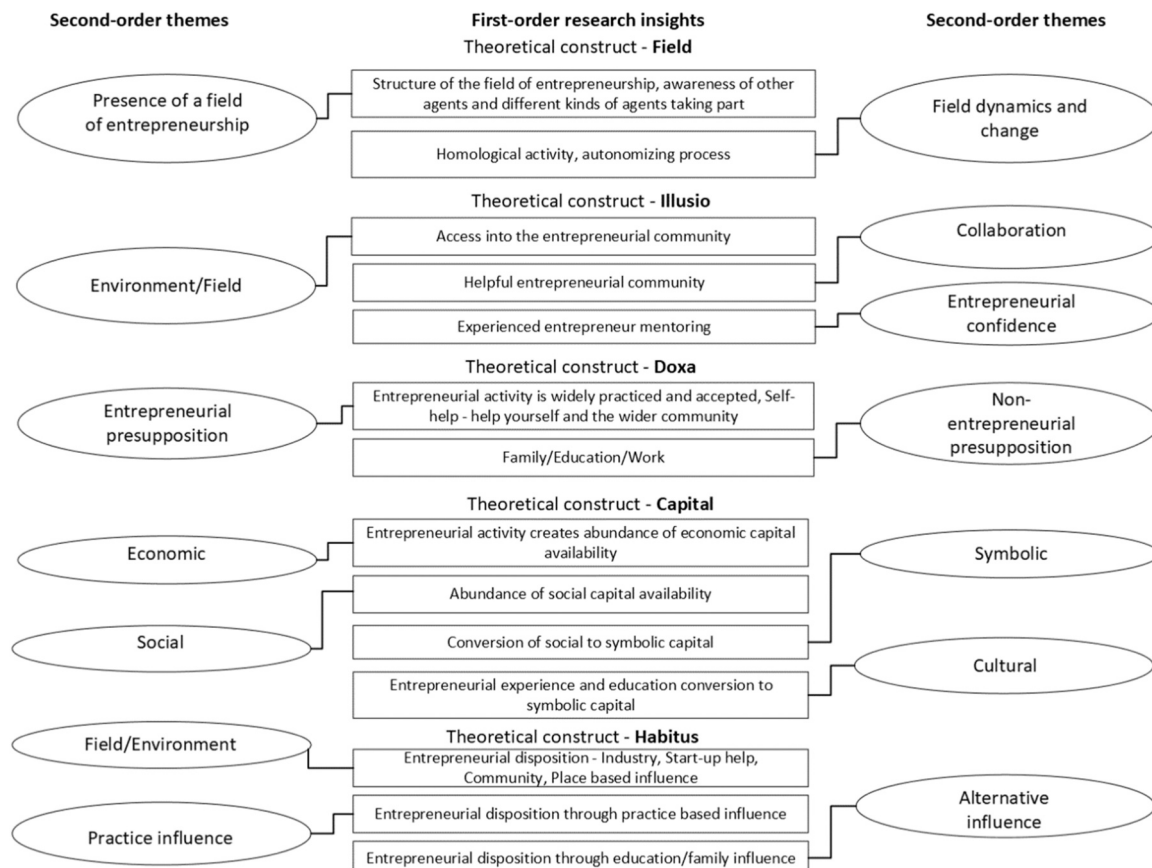 Second-order themes
First-order research insights
Second-order themes
Theoretical construct - Field
Presence of a field
of entrepreneurship
Structure of the field of entrepreneurship, awareness of other
agents and different kinds of agents taking part
Homological activity, autonomizing process
Field dynamics and
change
Theoretical construct - Illusio
Environment/Field
Access into the entrepreneurial community
Helpful entrepreneurial community
Experienced entrepreneur mentoring
Collaboration
Entrepreneurial
confidence
Theoretical construct - Doxa
Entrepreneurial
presupposition
Entrepreneurial activity is widely practiced and accepted, Self-
help - help yourself and the wider community
Family/Education/Work
Non-
entrepreneurial
presupposition
Theoretical construct - Capital
Economic
Social
Entrepreneurial activity creates abundance of economic capital
availability
Abundance of social capital availability
Conversion of social to symbolic capital
Entrepreneurial experience and education conversion to
symbolic capital
Symbolic
Cultural
Theoretical construct - Habitus
Field/Environment
Practice influence
Entrepreneurial disposition - Industry, Start-up help,
Community, Place based influence
Entrepreneurial disposition through practice based influence
Entrepreneurial disposition through education/family influence
Alternative
influence